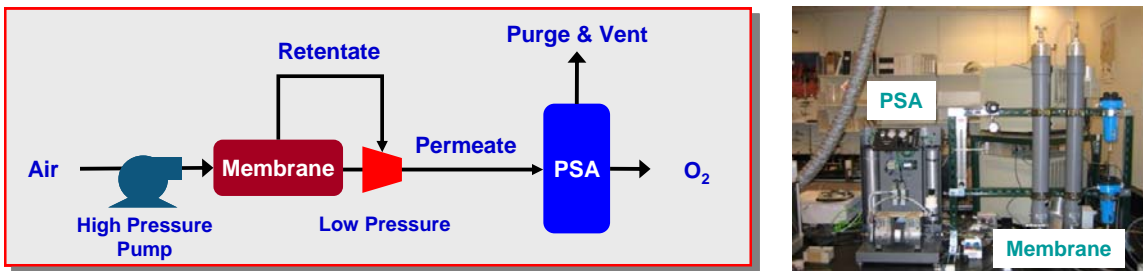 Purge & Vent
Retentate
Air
Membrane
Permeate
PSA
O₂
High Pressure
Pump
Low Pressure
PSA
Membrane